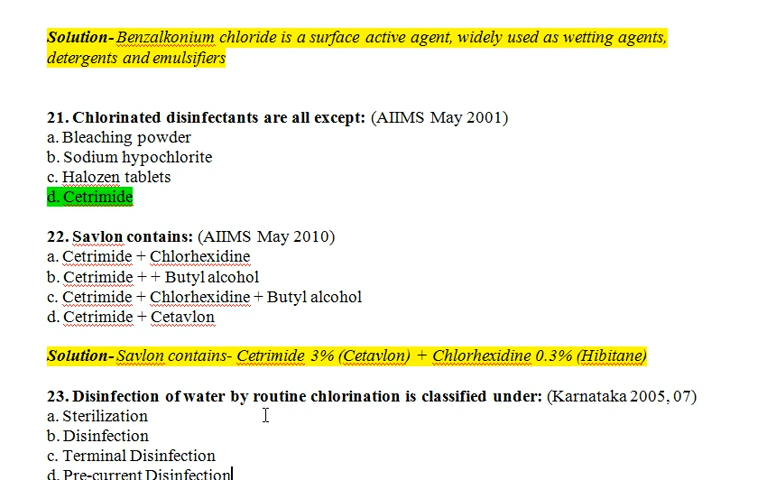 Solution- Benzalkonium chloride is a surface active agent, widely used as wetting agents,
detergents and emulsifiers
21. Chlorinated disinfectants are all except: (AIIMS May 2001)
a. Bleaching powder
b. Sodium hypochlorite
c. Halozen tablets
d. Cetrimide
22. Savlon contains: (AIIMS May 2010)
a. Cetrimide + Chlorhexidine
b. Cetrimide + + Butyl alcohol
c. Cetrimide + Chlorhexidine + Butyl alcohol
d. Cetrimide + Cetavlon
Solution- Savlon contains- Cetrimide 3% (Cetavlon) + Chlorhexidine 0.3% (Hibitane)
23. Disinfection of water by routine chlorination is classified under: (Karnataka 2005, 07)
a. Sterilization
b. Disinfection
c. Terminal Disinfection
d. Pre-current Disinfection